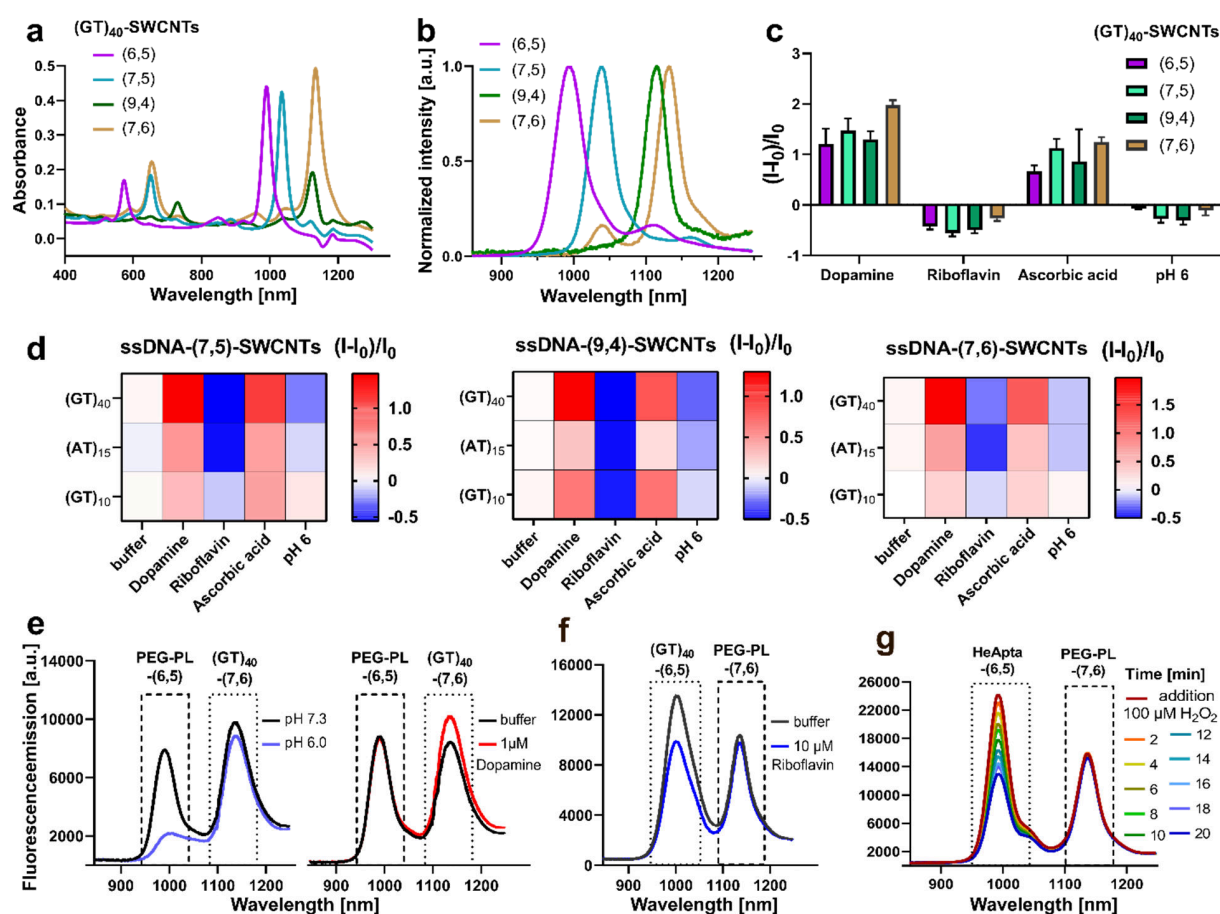 a
(GT)40-SWCNTs
(6,5)
(7,5)
(9,4)
(7,6)
Absorbance
0.5
0.4
0.3
0.2
0.1
0.0
400
600
800
1000
1200
Wavelength [nm]
b
(6,5)
(7,5)
(9,4)
(7,6)
Normalized intensity [a.u.]
1.0
0.5
0.0
900
1000
1100
1200
Wavelength [nm]
c
(GT)40-SWCNTs
(6,5)
(7,5)
(9,4)
(7,6)
(I-I0)/I0
3
2
1
0
-1
Dopamine
Riboflavin
Ascorbic acid
pH 6
d
ssDNA-(7,5)-SWCNTs (I-I0)/I0
(GT)40
(AT)15
(GT)10
buffer
Dopamine
Riboflavin
Ascorbic acid
pH 6
1.0
0.5
0
-0.5
ssDNA-(9,4)-SWCNTs (I-I0)/I0
(GT)40
(AT)15
(GT)10
buffer
Dopamine
Riboflavin
Ascorbic acid
pH 6
1.0
0.5
0
-0.5
ssDNA-(7,6)-SWCNTs (I-I0)/I0
(GT)40
(AT)15
(GT)10
buffer
Dopamine
Riboflavin
Ascorbic acid
pH 6
1.5
1.0
0.5
0
-0.5
e
Fluorescenceemission [a.u.]
14000
10000
6000
2000
PEG-PL
-(6,5)
(GT)40
-(7,6)
pH 7.3
pH 6.0
900
1000
1100
1200
Wavelength [nm]
PEG-PL
-(6,5)
(GT)40
-(7,6)
buffer
1µM
Dopamine
900
1000
1100
1200
Wavelength [nm]
f
16000
12000
8000
4000
0
(GT)40
-(6,5)
PEG-PL
-(7,6)
buffer
10 µM
Riboflavin
900
1000
1100
1200
Wavelength [nm]
g
26000
22000
18000
14000
10000
6000
2000
HeApta
-(6,5)
PEG-PL
-(7,6)
Time [min]
addition
100 µM H2O2
2
4
6
8
10
12
14
16
18
20
900
1000
1100
1200
Wavelength [nm]